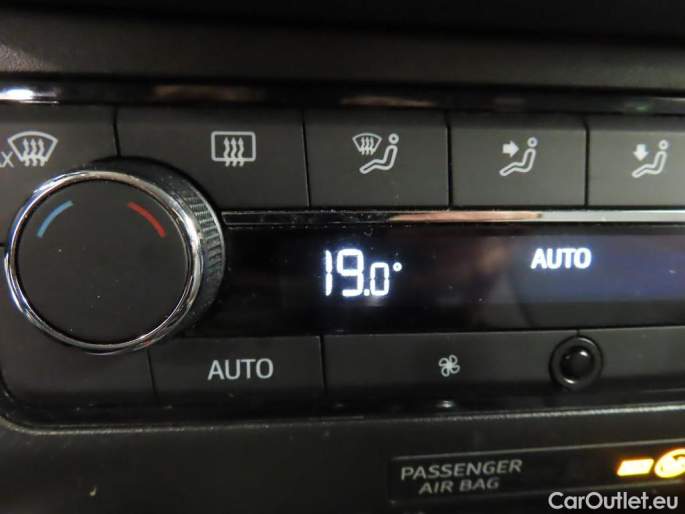 19.0°
AUTO
AUTO
PASSENGER
AIR BAG
CarOutlet.eu